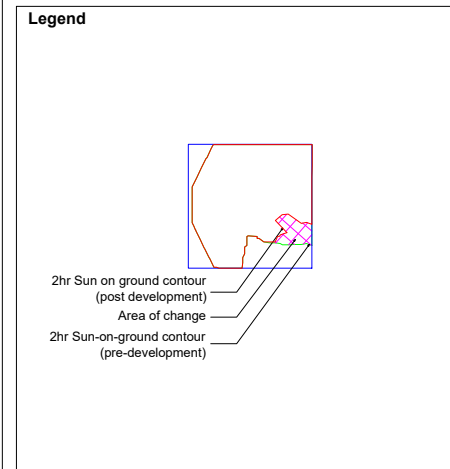 Legend
2hr Sun on ground contour
(post development)
Area of change
2hr Sun-on-ground contour
(pre-development)